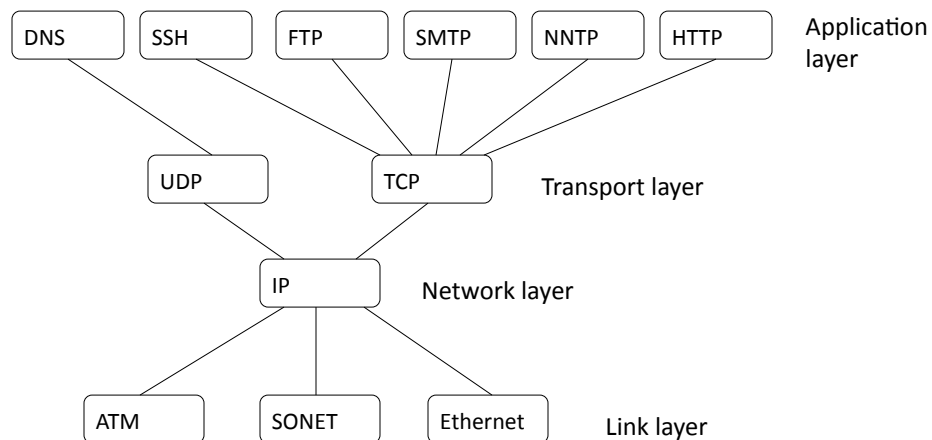 DNS
SSH
FTP
SMTP
NNTP
HTTP
Application
layer
UDP
TCP
Transport layer
IP
Network layer
ATM
SONET
Ethernet
Link layer